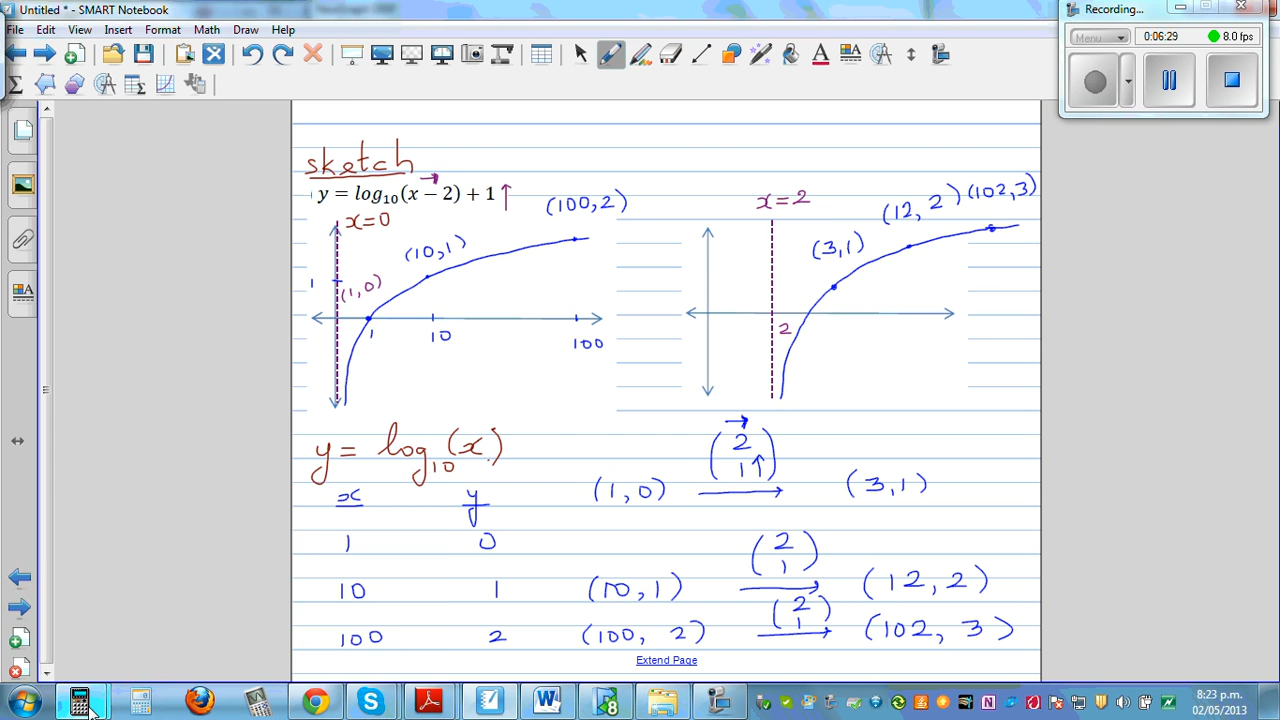 Untitled * - SMART Notebook
File Edit View Insert Format Math Draw Help
Recording...
Menu
0:06:29
8.0 fps
sketch
y = log₁₀(x − 2) + 1 ↑
x=0
(100,2)
(10,1)
1
(1,0)
1
10
100
x=2
(12, 2)
(102,3)
(3,1)
2
y = log₁₀(x)
x y
1 0
10 1
100 2
(2 1↑)
(1,0) → (3,1)
(2 1)
(10,1) → (12,2)
(2 1)
(100, 2) → (102, 3)
Extend Page
8:23 p.m.
02/05/2013